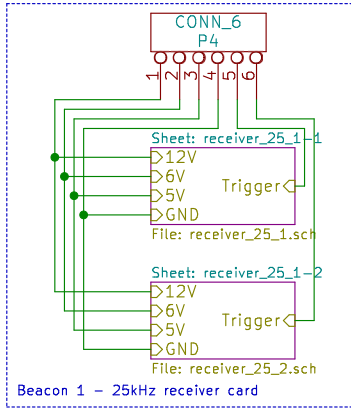 CONN_6
P4
1 2 3 4 5 6
Sheet: receiver_25_1-1
12V
6V
Trigger
5V
GND
File: receiver_25_1.sch
Sheet: receiver_25_1-2
12V
6V
Trigger
5V
GND
File: receiver_25_2.sch
Beacon 1 - 25kHz receiver card